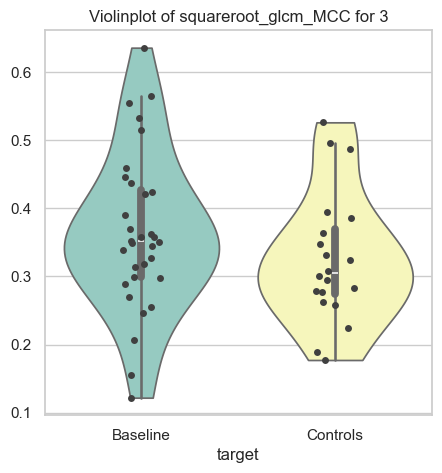 Violinplot of squareroot_glcm_MCC for 3
0.6
0.5
0.4
0.3
0.2
0.1
Baseline Controls
target